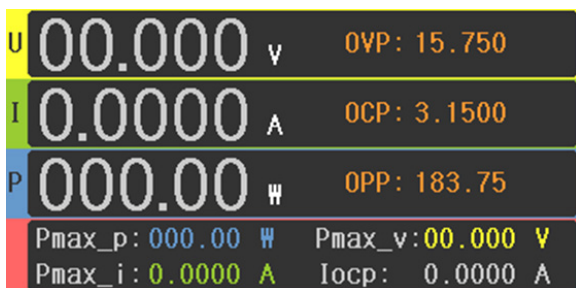 U 00.000 V OVP: 15.750
I 0.0000 A OCP: 3.1500
P 000.00 W OPP: 183.75
Pmax_p: 000.00 W Pmax_v: 00.000 V
Pmax_i: 0.0000 A Iocp: 0.0000 A